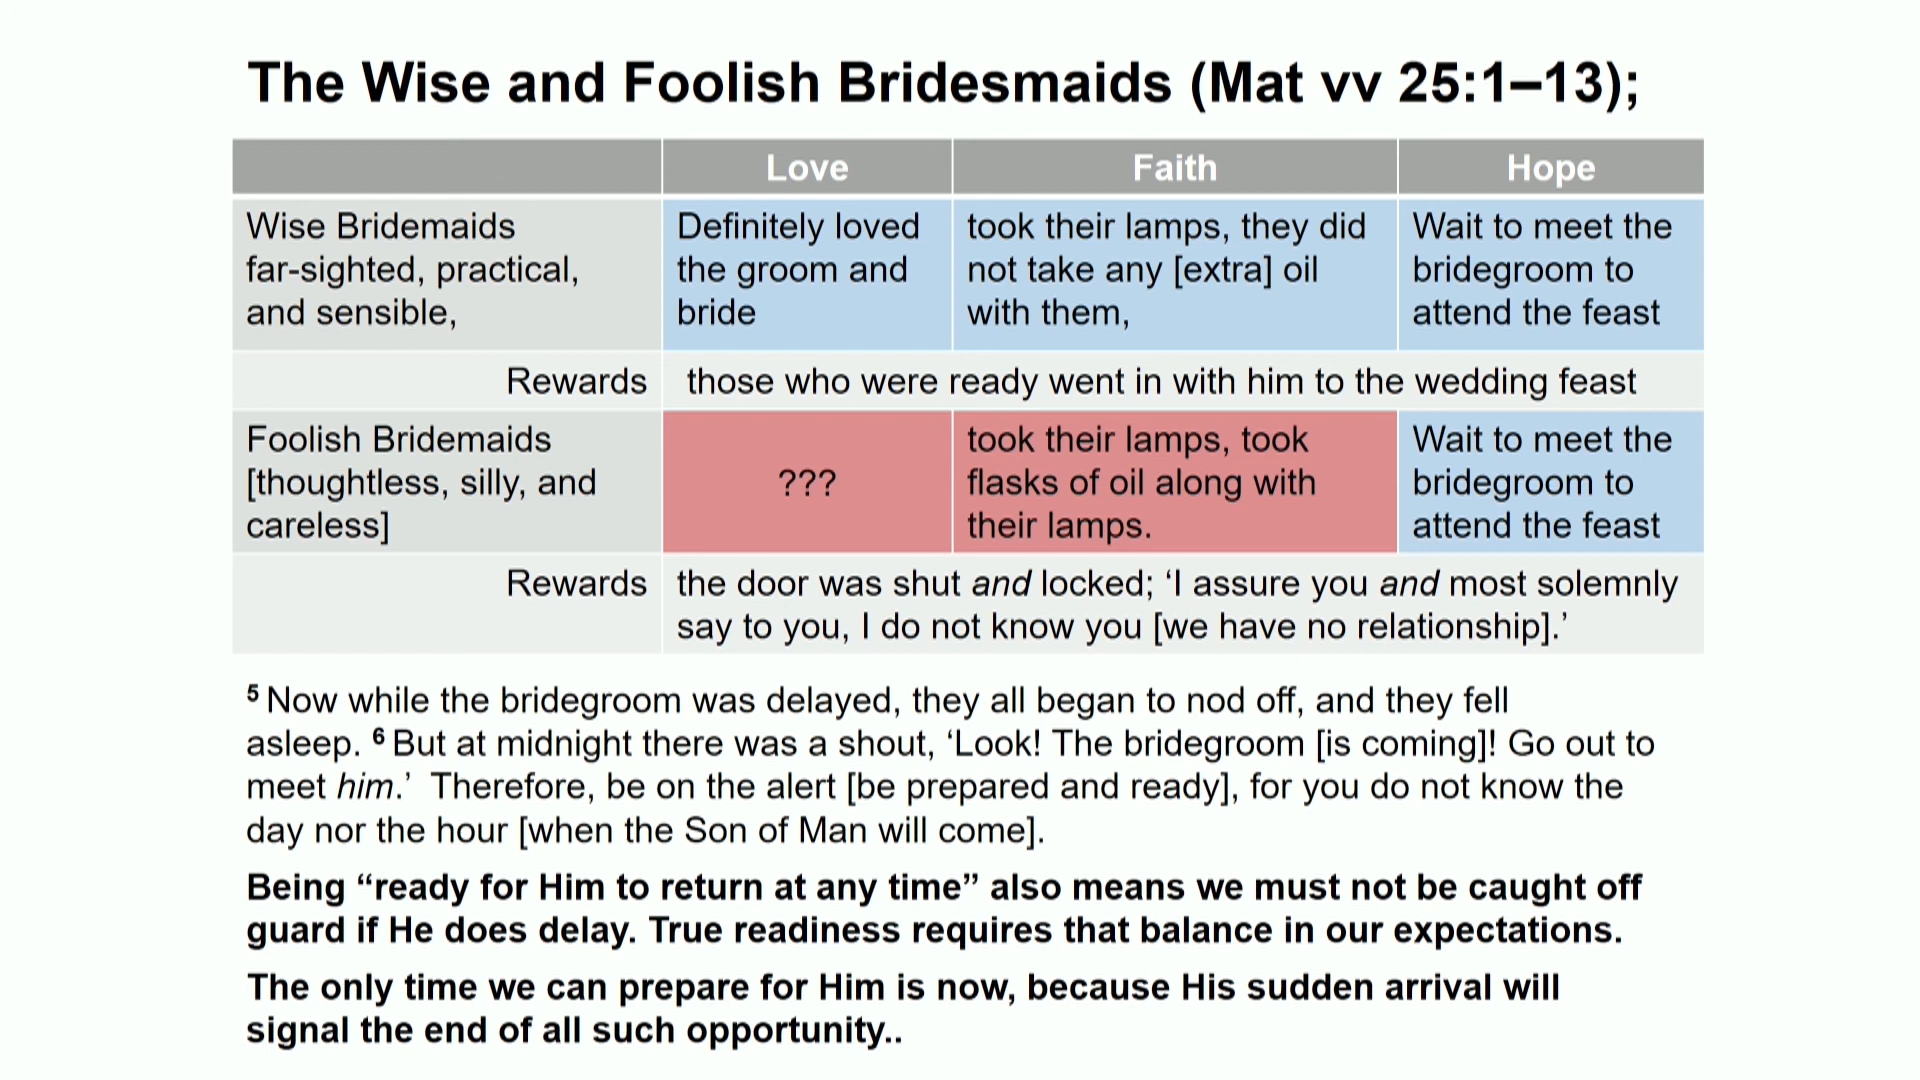 The Wise and Foolish Bridesmaids (Mat vv 25:1–13);
Love Faith Hope
Wise Bridemaids
far-sighted, practical,
and sensible,
Definitely loved
the groom and
bride
took their lamps, they did
not take any [extra] oil
with them,
Wait to meet the
bridegroom to
attend the feast
Rewards those who were ready went in with him to the wedding feast
Foolish Bridemaids
[thoughtless, silly, and
careless]
???
took their lamps, took
flasks of oil along with
their lamps.
Wait to meet the
bridegroom to
attend the feast
Rewards
the door was shut and locked; ‘I assure you and most solemnly
say to you, I do not know you [we have no relationship].’
5 Now while the bridegroom was delayed, they all began to nod off, and they fell
asleep. 6 But at midnight there was a shout, ‘Look! The bridegroom [is coming]! Go out to
meet him.’ Therefore, be on the alert [be prepared and ready], for you do not know the
day nor the hour [when the Son of Man will come].
Being “ready for Him to return at any time” also means we must not be caught off
guard if He does delay. True readiness requires that balance in our expectations.
The only time we can prepare for Him is now, because His sudden arrival will
signal the end of all such opportunity..